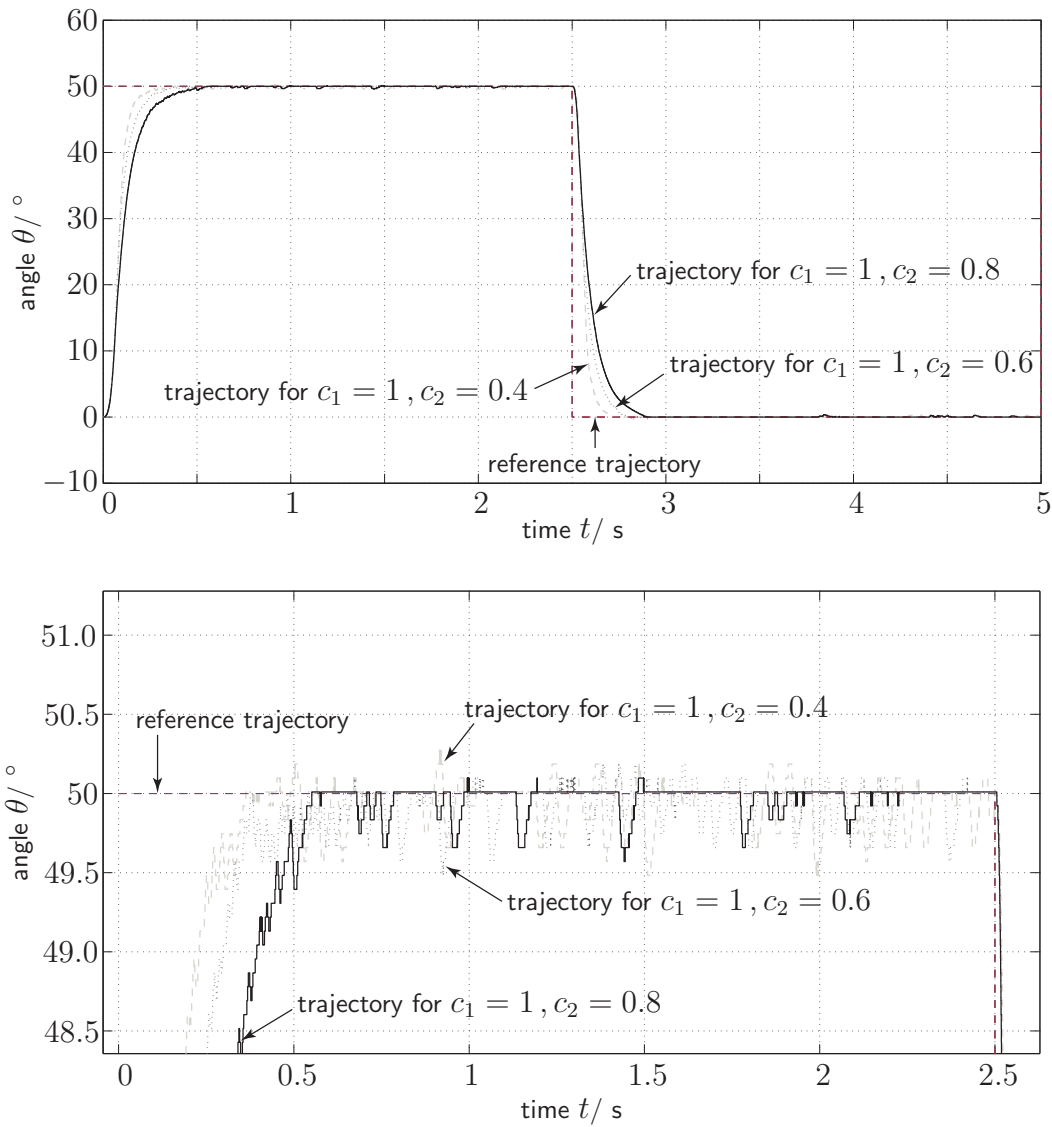 60
50
40
30
20
10
0
−10
angle θ/ °
trajectory for c₁ = 1 , c₂ = 0.8
trajectory for c₁ = 1 , c₂ = 0.6
trajectory for c₁ = 1 , c₂ = 0.4
reference trajectory
0 1 2 3 4 5
time t/ s
51.0
50.5
50
49.5
49.0
48.5
angle θ/ °
trajectory for c₁ = 1 , c₂ = 0.4
reference trajectory
trajectory for c₁ = 1 , c₂ = 0.6
trajectory for c₁ = 1 , c₂ = 0.8
0 0.5 1 1.5 2 2.5
time t/ s